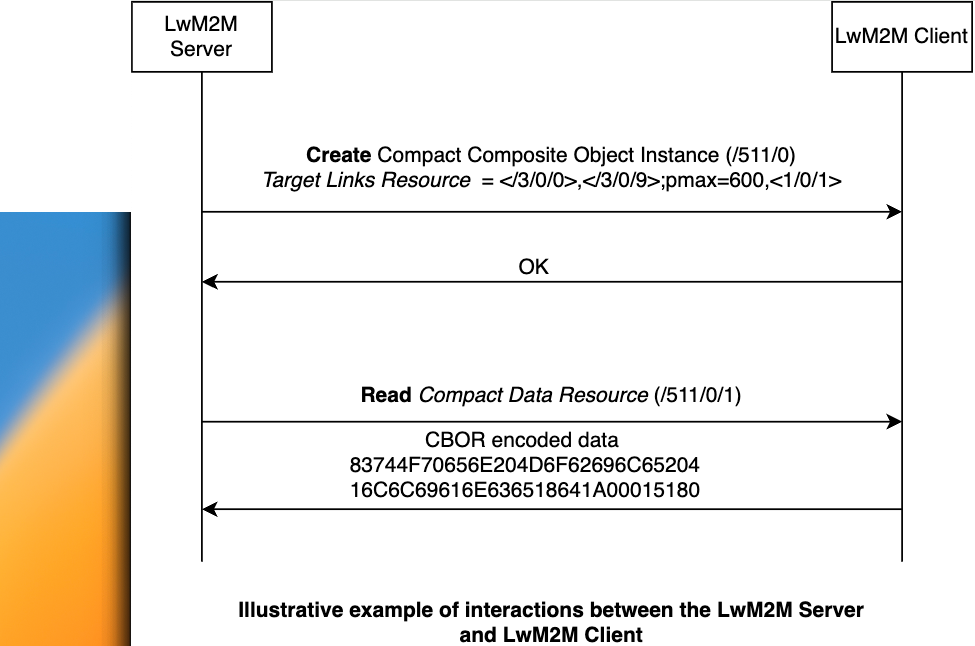 LwM2M
Server
LwM2M Client
Create Compact Composite Object Instance (/511/0)
Target Links Resource = </3/0/0>,</3/0/9>;pmax=600,<1/0/1>
OK
Read Compact Data Resource (/511/0/1)
CBOR encoded data
83744F70656E204D6F62696C65204
16C6C69616E636518641A00015180
Illustrative example of interactions between the LwM2M Server
and LwM2M Client